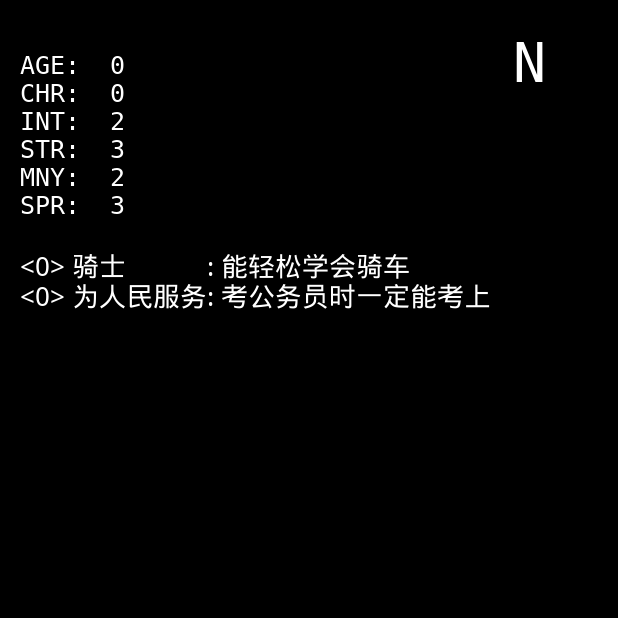 N
AGE: 0
CHR: 0
INT: 2
STR: 3
MNY: 2
SPR: 3
<O> 骑士 : 能轻松学会骑车
<O> 为人民服务: 考公务员时一定能考上